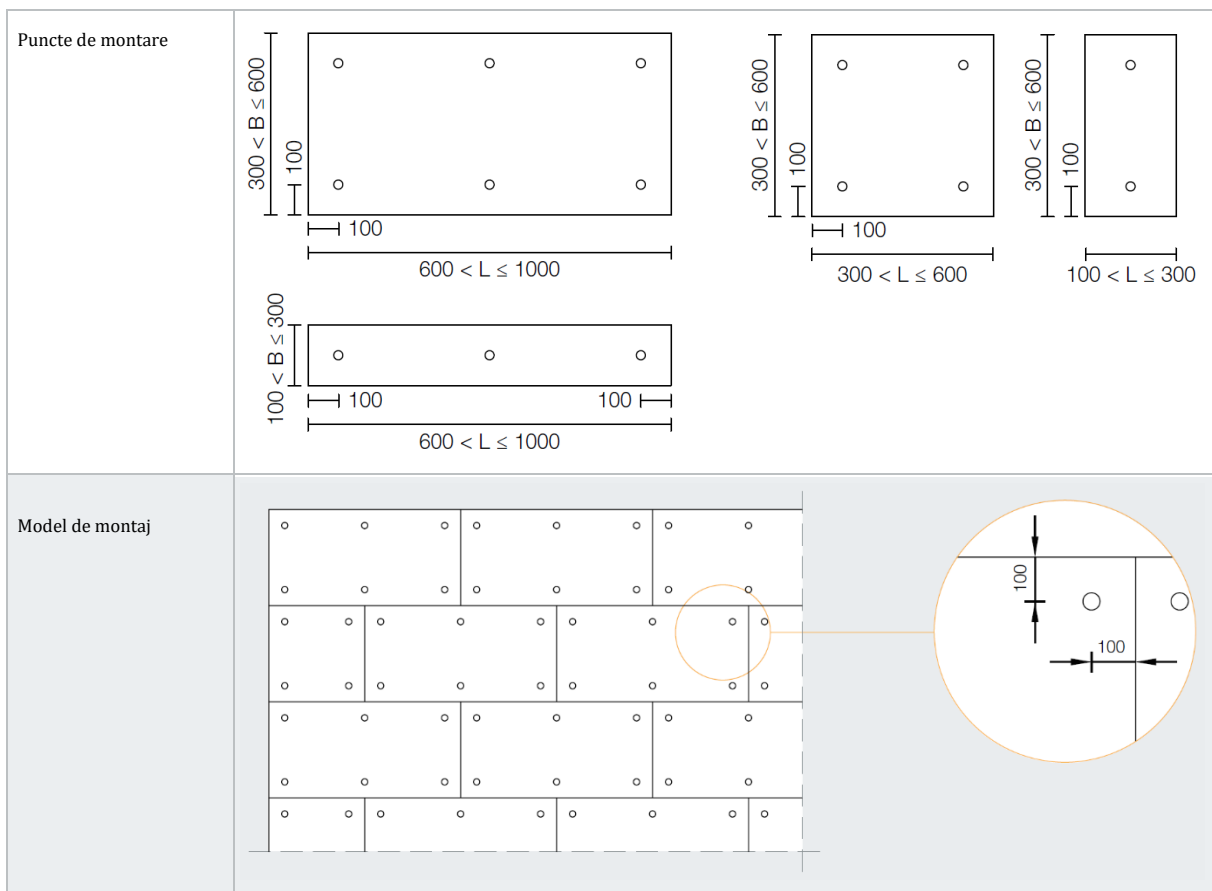 Puncte de montare
300 < B ≤ 600
100
100
600 < L ≤ 1000
300 < B ≤ 600
100
100
300 < L ≤ 600
300 < B ≤ 600
100
100 < L ≤ 300
100 < B ≤ 300
100
100
600 < L ≤ 1000
Model de montaj
100
100